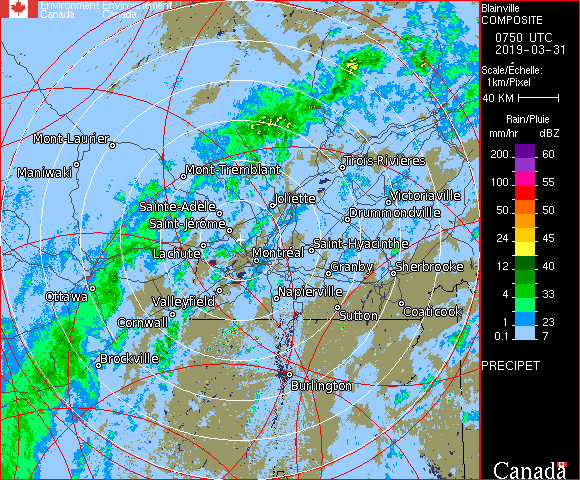 Environment Environnement
Canada Canada
Blainville
COMPOSITE
0750 UTC
2019-03-31
Scale/Échelle:
1km/Pixel
40 KM
Rain/Pluie
mm/hr dBZ
200 60
100 55
50 50
24 45
12 40
4 33
1 23
0.1 7
PRECIPET
Canada
Mont-Laurier
Maniwaki
Mont-Tremblant
Trois-Rivières
Joliette
Victoriaville
Sainte-Adèle
Drummondville
Saint-Jérôme
Lachute
Montréal
Saint-Hyacinthe
Granby
Sherbrooke
Ottawa
Valleyfield
Napierville
Cornwall
Sutton
Coaticook
Brockville
Burlington